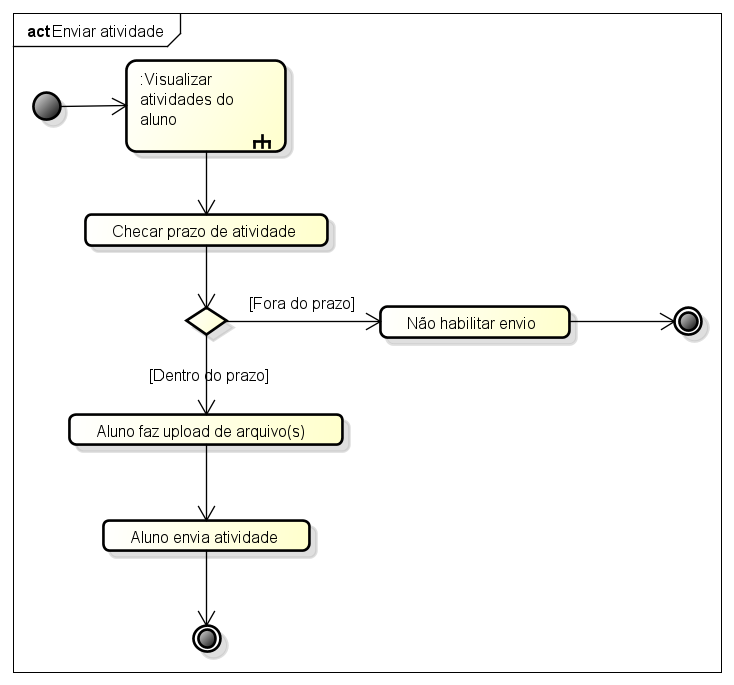 act Enviar atividade
:Visualizar
atividades do
aluno
Checar prazo de atividade
[Fora do prazo]
Não habilitar envio
[Dentro do prazo]
Aluno faz upload de arquivo(s)
Aluno envia atividade